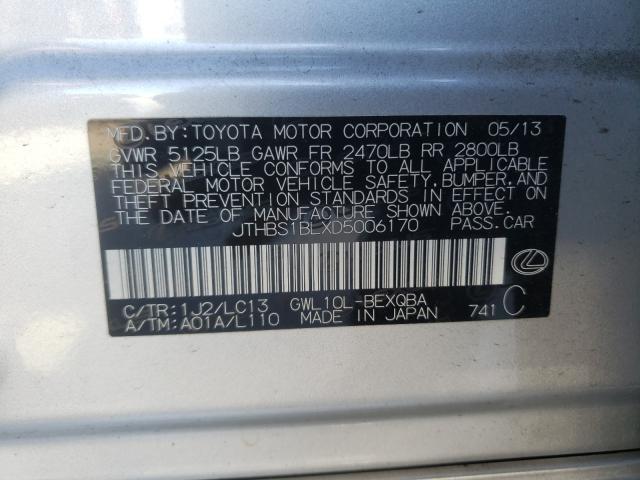 MFD.BY:TOYOTA MOTOR CORPORATION 05/13
GVWR 5125LB GAWR FR 2470LB RR 2800LB
THIS VEHICLE CONFORMS TO ALL APPLICABLE
FEDERAL MOTOR VEHICLE SAFETY,BUMPER,AND
THEFT PREVENTION STANDARDS IN EFFECT ON
THE DATE OF MANUFACTURE SHOWN ABOVE.
JTHBS1BLXD5006170 PASS.CAR
C/TR:1J2/LC13 GWL10L-BEXQBA
A/TM:A01A/L110 MADE IN JAPAN 741 C